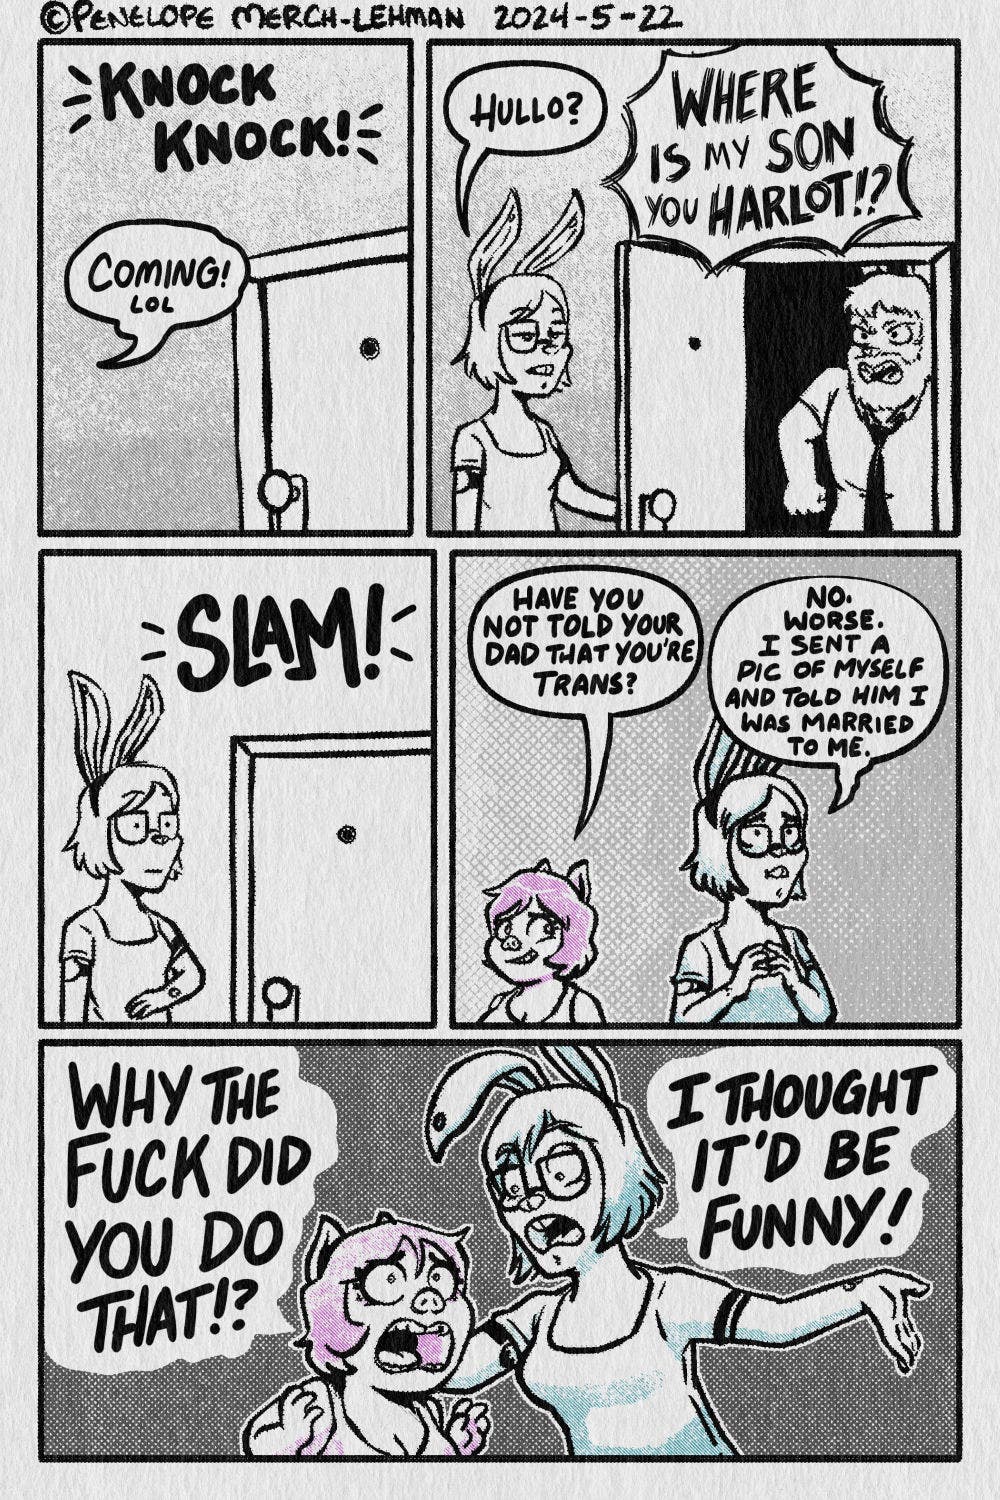 ©PENELOPE MERCH-LEHMAN 2024-5-22
KNOCK
KNOCK!
COMING!
LOL
HULLO?
WHERE
IS MY SON
YOU HARLOT!?
SLAM!
HAVE YOU
NOT TOLD YOUR
DAD THAT YOU'RE
TRANS?
NO.
WORSE.
I SENT A
PIC OF MYSELF
AND TOLD HIM I
WAS MARRIED
TO ME.
WHY THE
FUCK DID
YOU DO
THAT!?
I THOUGHT
IT'D BE
FUNNY!